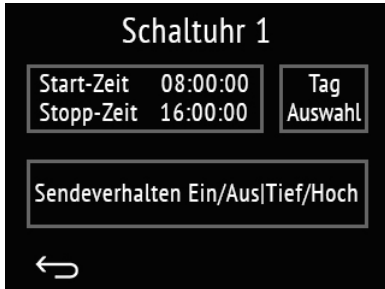 Schaltuhr 1
Start-Zeit 08:00:00
Stopp-Zeit 16:00:00
Tag
Auswahl
Sendeverhalten Ein/Aus|Tief/Hoch